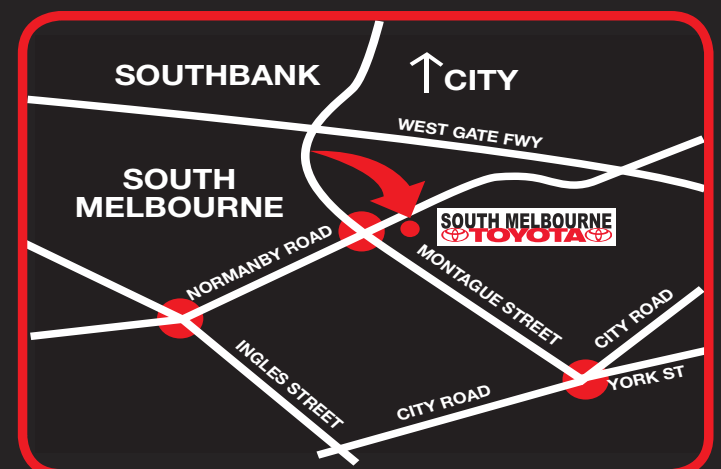 SOUTHBANK
CITY
WEST GATE FWY
SOUTH
MELBOURNE
SOUTH MELBOURNE
TOYOTA
NORMANBY ROAD
MONTAGUE STREET
CITY ROAD
INGLES STREET
YORK ST
CITY ROAD